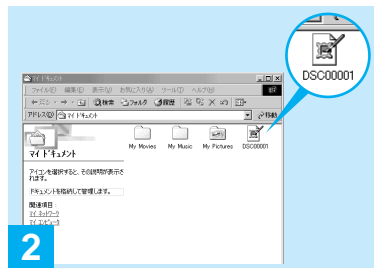 DSC00001
マイ ドキュメント
ファイル(F) 編集(E) 表示(V) お気に入り(A) ツール(T) ヘルプ(H)
戻る 検索 フォルダ 履歴
アドレス(D) マイ ドキュメント 移動
My Movies My Music My Pictures DSC00001
マイ ドキュメント
アイコンを選択すると、その説明が表示さ
れます。
ドキュメントを格納して管理します。
関連項目:
マイ ネットワーク
マイ コンピュータ
2